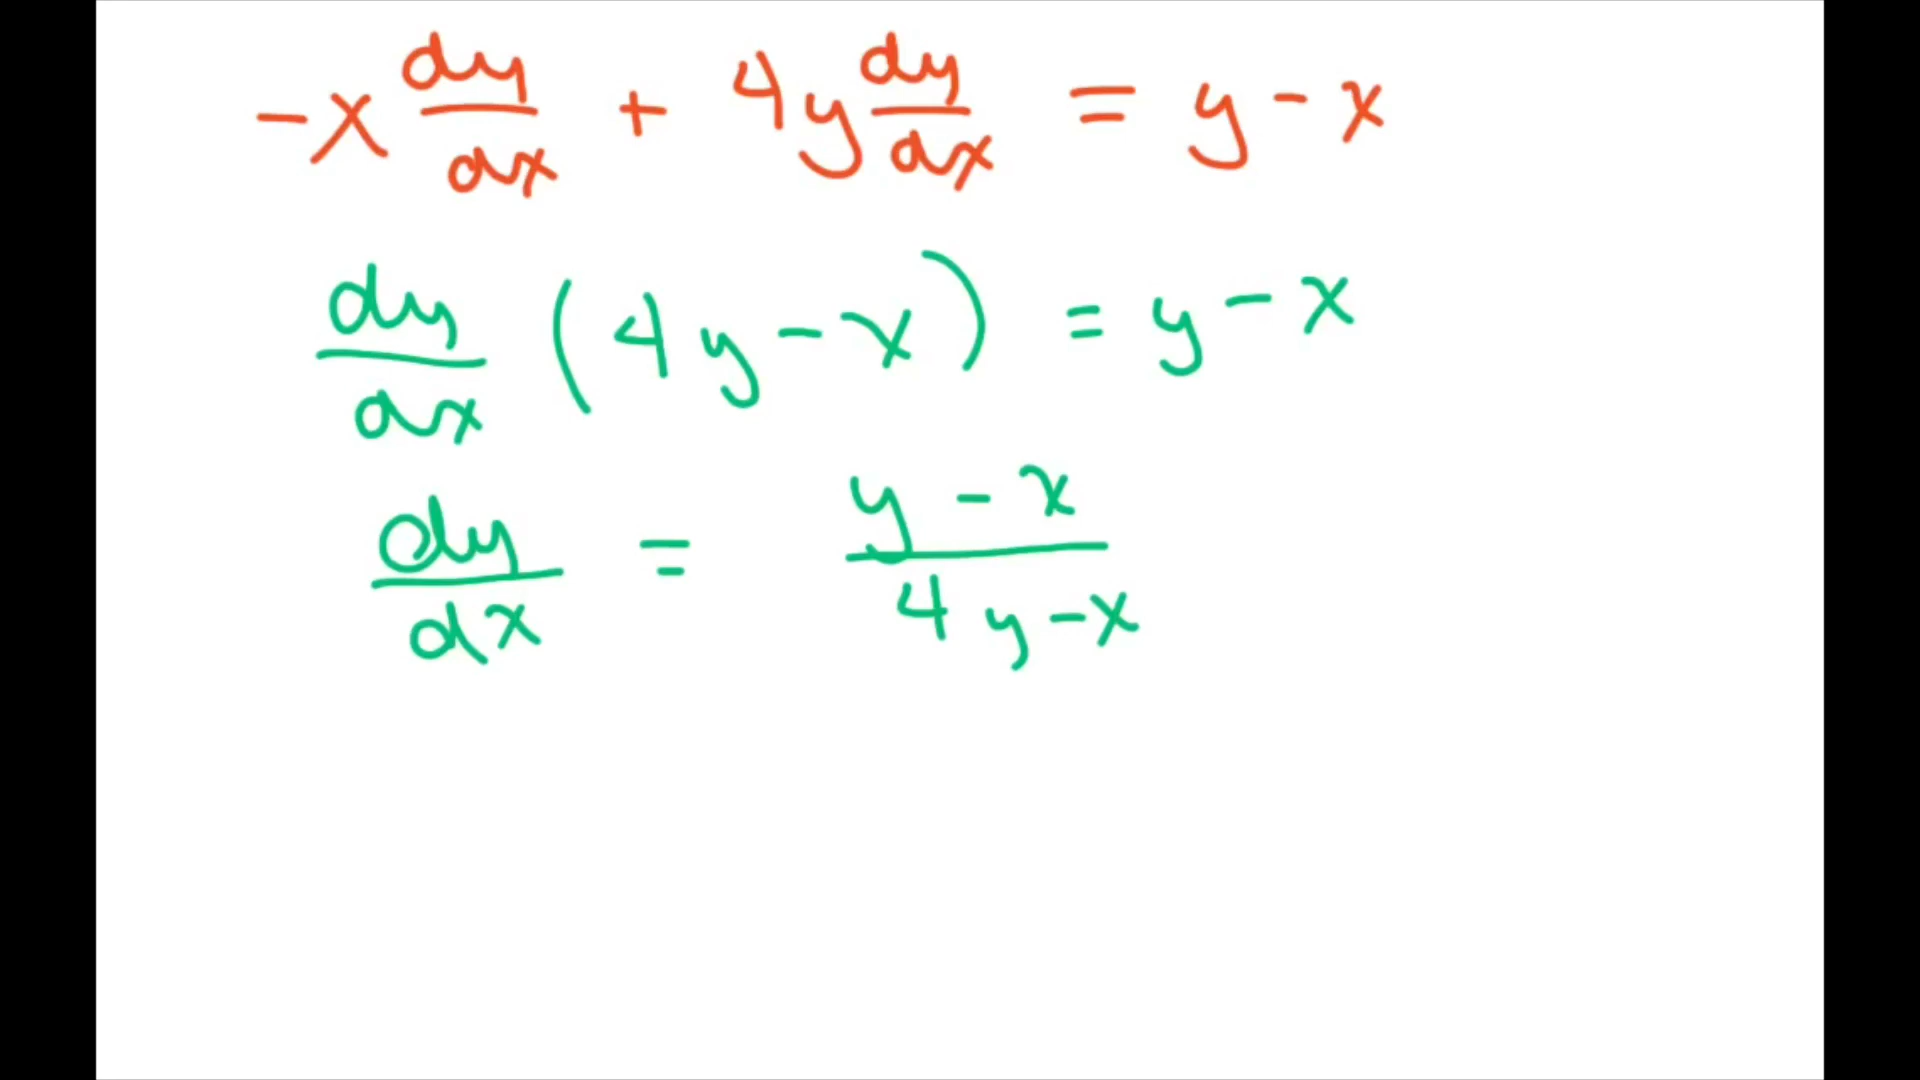 -x dy/dx + 4y dy/dx = y - x
dy/dx (4y - x) = y - x
dy/dx = (y - x)/(4y - x)